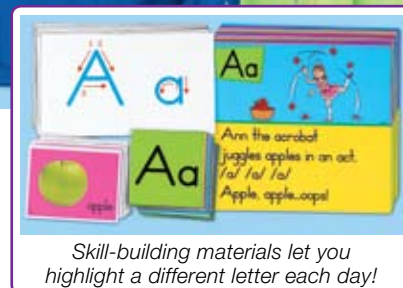 A a
Aa
Ann the acrobat
juggles apples in an act.
/a/ /a/ /a/
Apple, apple...oops!
apple
Aa
Skill-building materials let you
highlight a different letter each day!